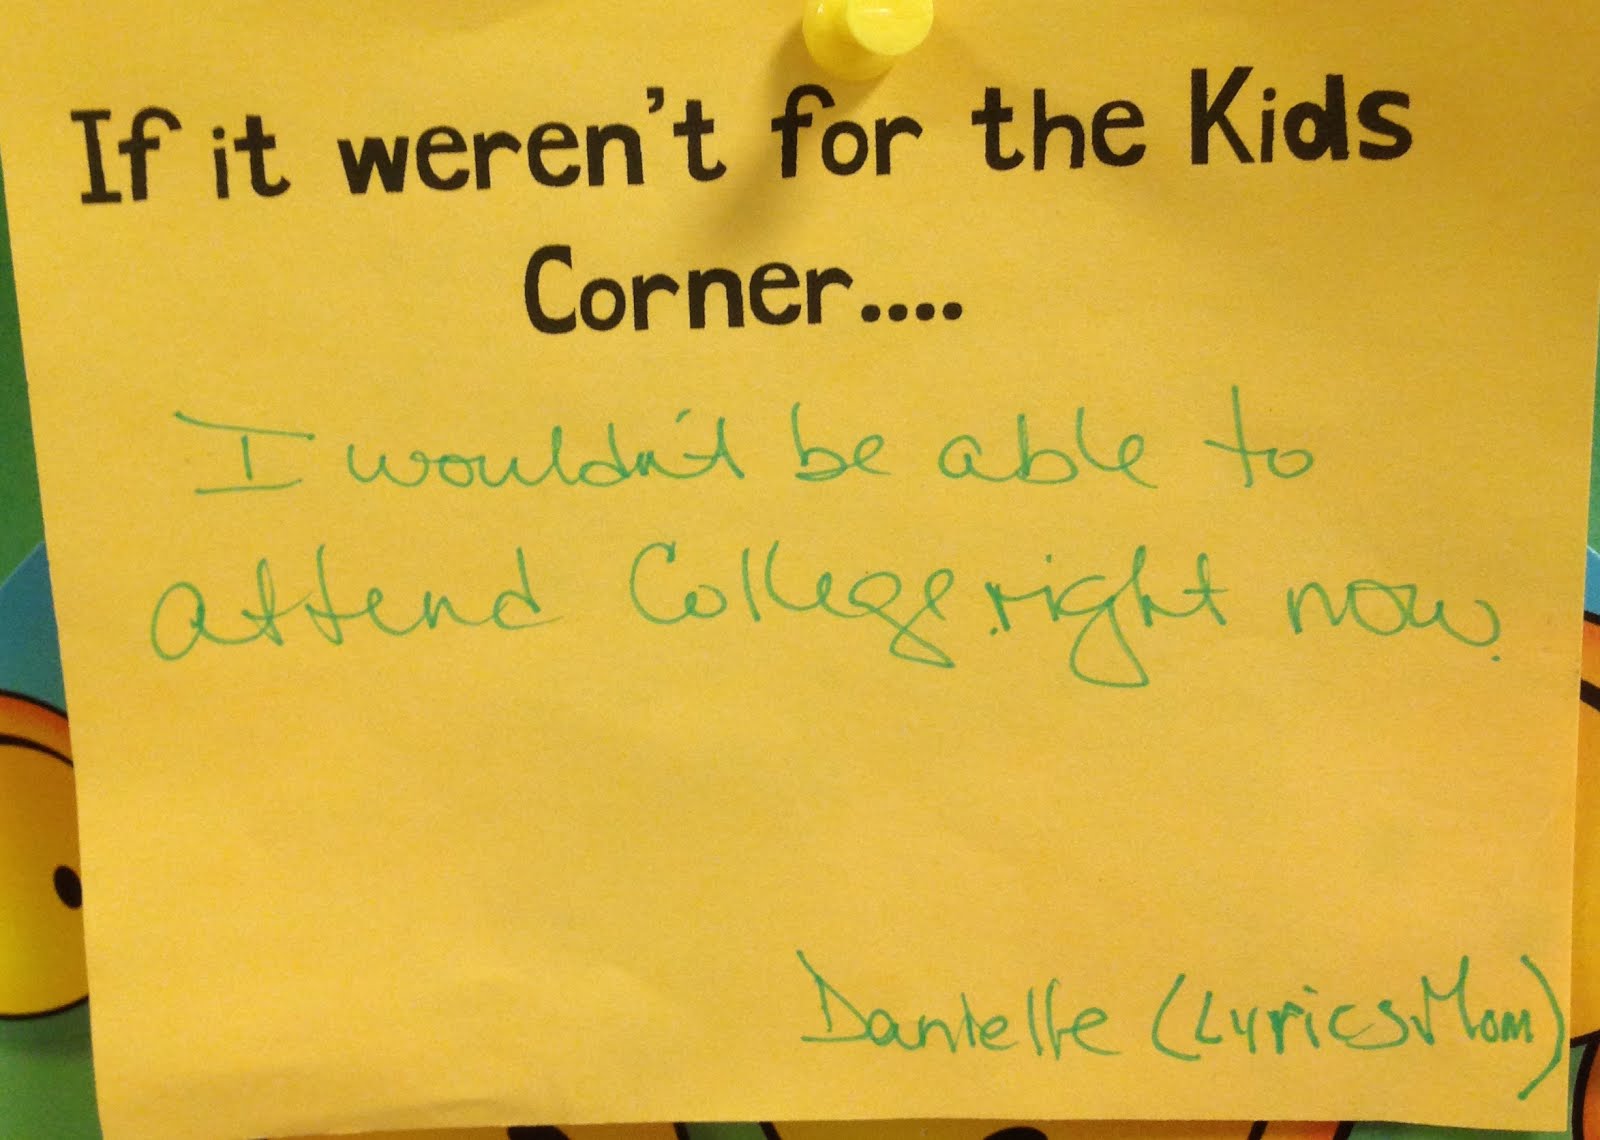 If it weren't for the Kids
Corner....
I wouldn't be able to
attend College right now.
Danielle (Lyrics Mom)